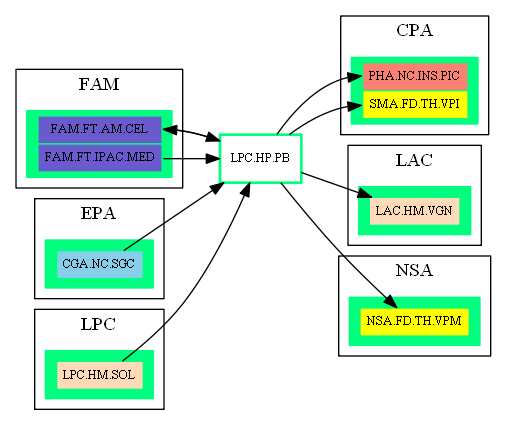 CPA
PHA.NC.INS.PIC
SMA.FD.TH.VPI
FAM
FAM.FT.AM.CEL
FAM.FT.IPAC.MED
LPC.HP.PB
LAC
LAC.HM.VGN
EPA
CGA.NC.SGC
NSA
NSA.FD.TH.VPM
LPC
LPC.HM.SOL